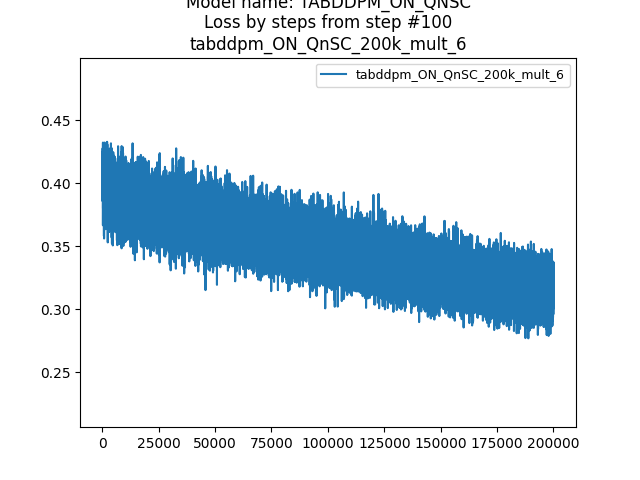 Model name: TABDDPM_ON_QNSC
Loss by steps from step #100
tabddpm_ON_QnSC_200k_mult_6
tabddpm_ON_QnSC_200k_mult_6
0.45
0.40
0.35
0.30
0.25
0 25000 50000 75000 100000 125000 150000 175000 200000